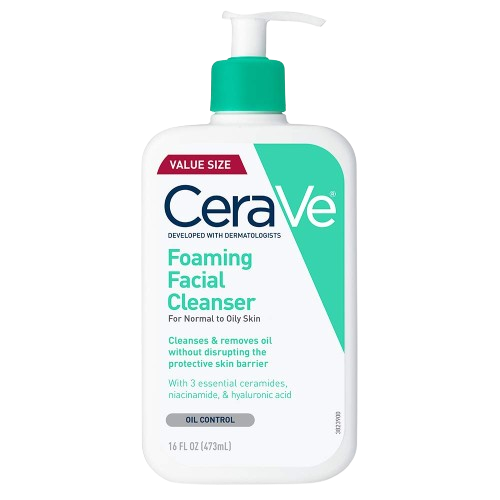 VALUE SIZE
CeraVe®
DEVELOPED WITH DERMATOLOGISTS
Foaming
Facial
Cleanser
For Normal to Oily Skin
Cleanses & removes oil
without disrupting the
protective skin barrier
With 3 essential ceramides,
niacinamide, & hyaluronic acid
OIL CONTROL
16 FL OZ (473mL)
3823900